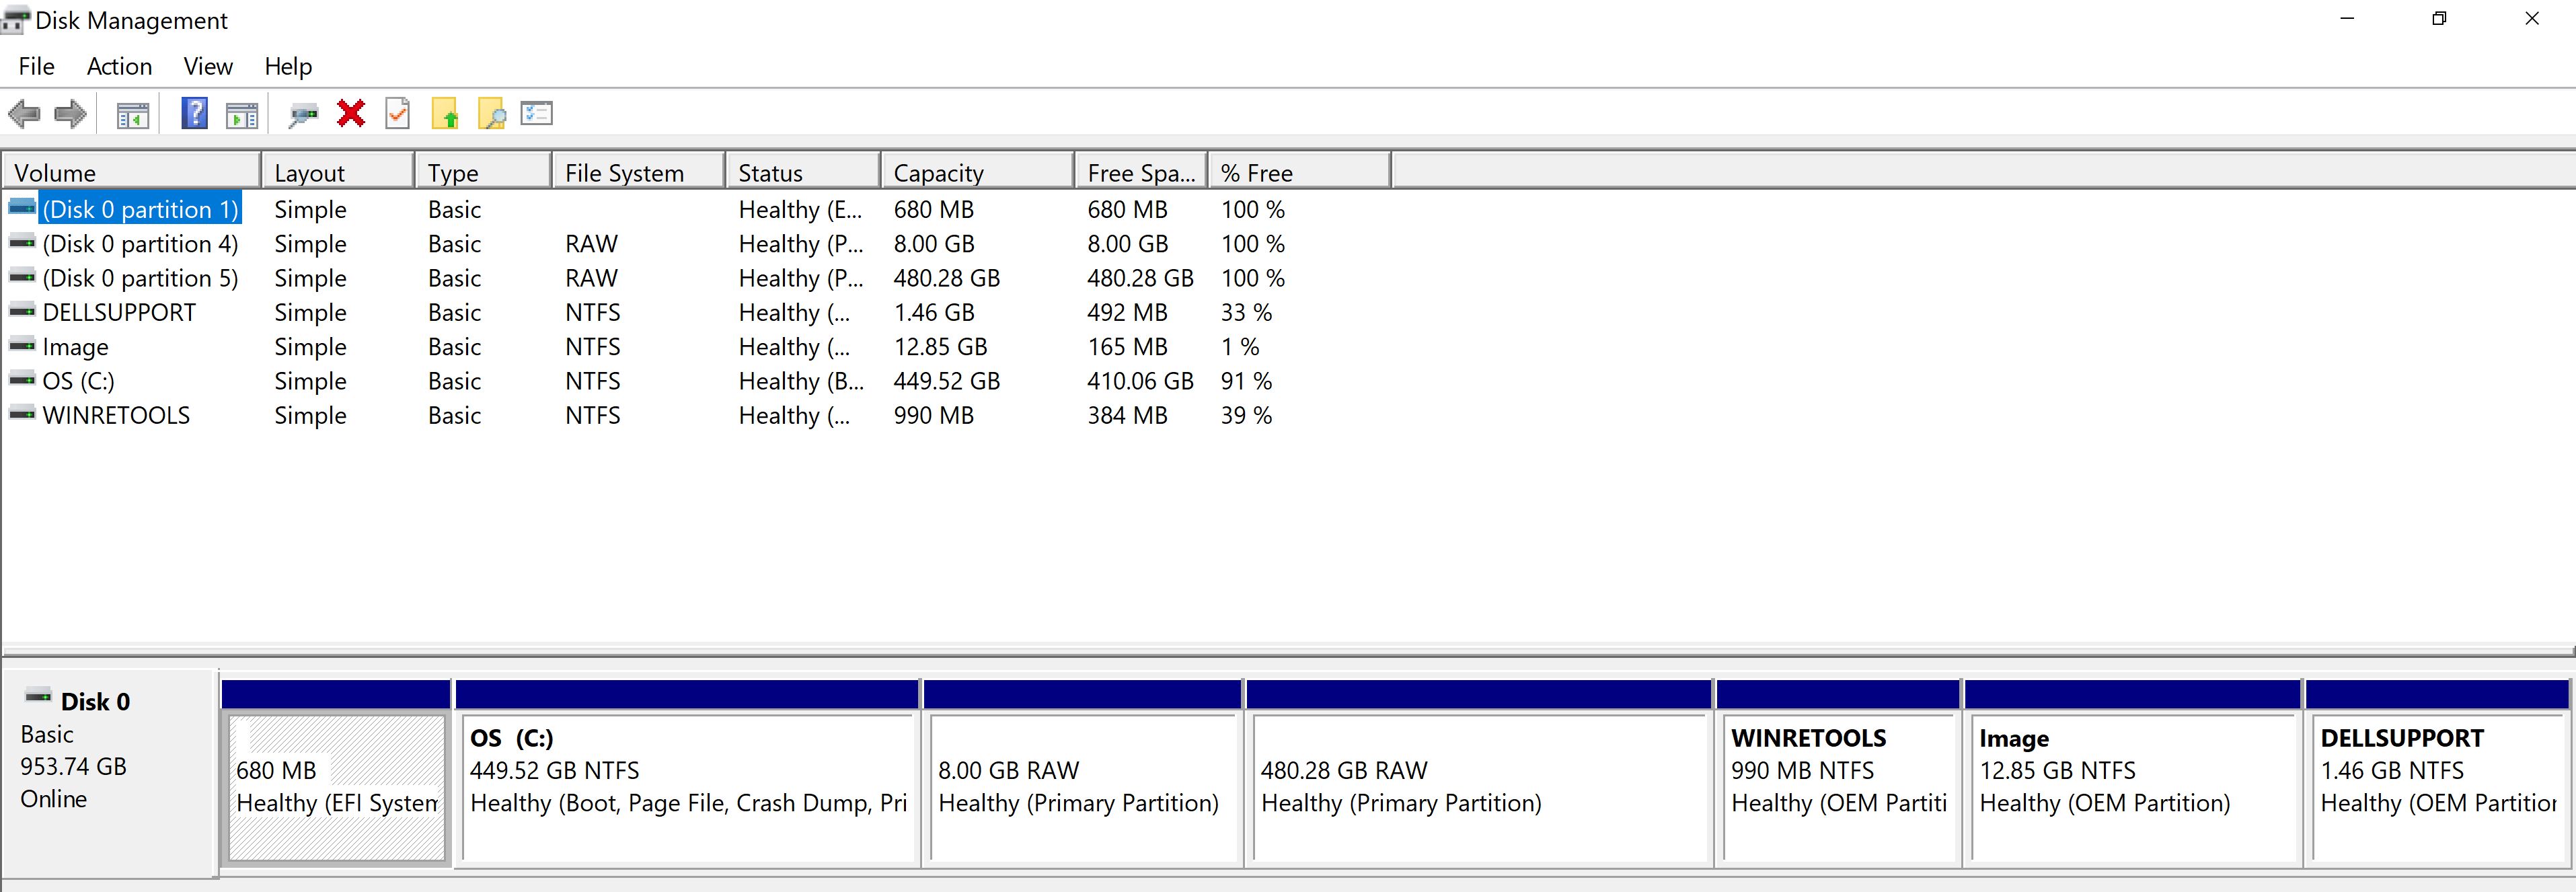 Disk Management
File Action View Help
Volume Layout Type File System Status Capacity Free Spa... % Free
(Disk 0 partition 1) Simple Basic Healthy (E... 680 MB 680 MB 100 %
(Disk 0 partition 4) Simple Basic RAW Healthy (P... 8.00 GB 8.00 GB 100 %
(Disk 0 partition 5) Simple Basic RAW Healthy (P... 480.28 GB 480.28 GB 100 %
DELLSUPPORT Simple Basic NTFS Healthy (... 1.46 GB 492 MB 33 %
Image Simple Basic NTFS Healthy (... 12.85 GB 165 MB 1 %
OS (C:) Simple Basic NTFS Healthy (B... 449.52 GB 410.06 GB 91 %
WINRETOOLS Simple Basic NTFS Healthy (... 990 MB 384 MB 39 %
Disk 0
Basic
953.74 GB
Online
680 MB
Healthy (EFI System
OS (C:)
449.52 GB NTFS
Healthy (Boot, Page File, Crash Dump, Pri
8.00 GB RAW
Healthy (Primary Partition)
480.28 GB RAW
Healthy (Primary Partition)
WINRETOOLS
990 MB NTFS
Healthy (OEM Partiti
Image
12.85 GB NTFS
Healthy (OEM Partition)
DELLSUPPORT
1.46 GB NTFS
Healthy (OEM Partition